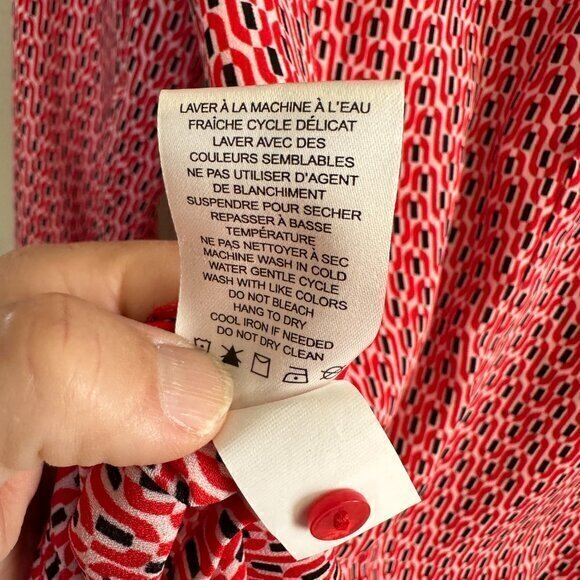 LAVER À LA MACHINE À L'EAU
FRAÎCHE CYCLE DÉLICAT
LAVER AVEC DES
COULEURS SEMBLABLES
NE PAS UTILISER D'AGENT
DE BLANCHIMENT
SUSPENDRE POUR SECHER
REPASSER À BASSE
TEMPÉRATURE
NE PAS NETTOYER À SEC
MACHINE WASH IN COLD
WATER GENTLE CYCLE
WASH WITH LIKE COLORS
DO NOT BLEACH
HANG TO DRY
COOL IRON IF NEEDED
DO NOT DRY CLEAN